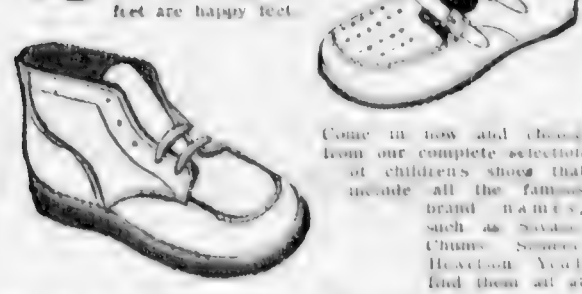 feet are happy feet.
Come in now and choose
from our complete selection
of children's shoes that
include all the famous
brand names
such as Savage
Chums
find them all at